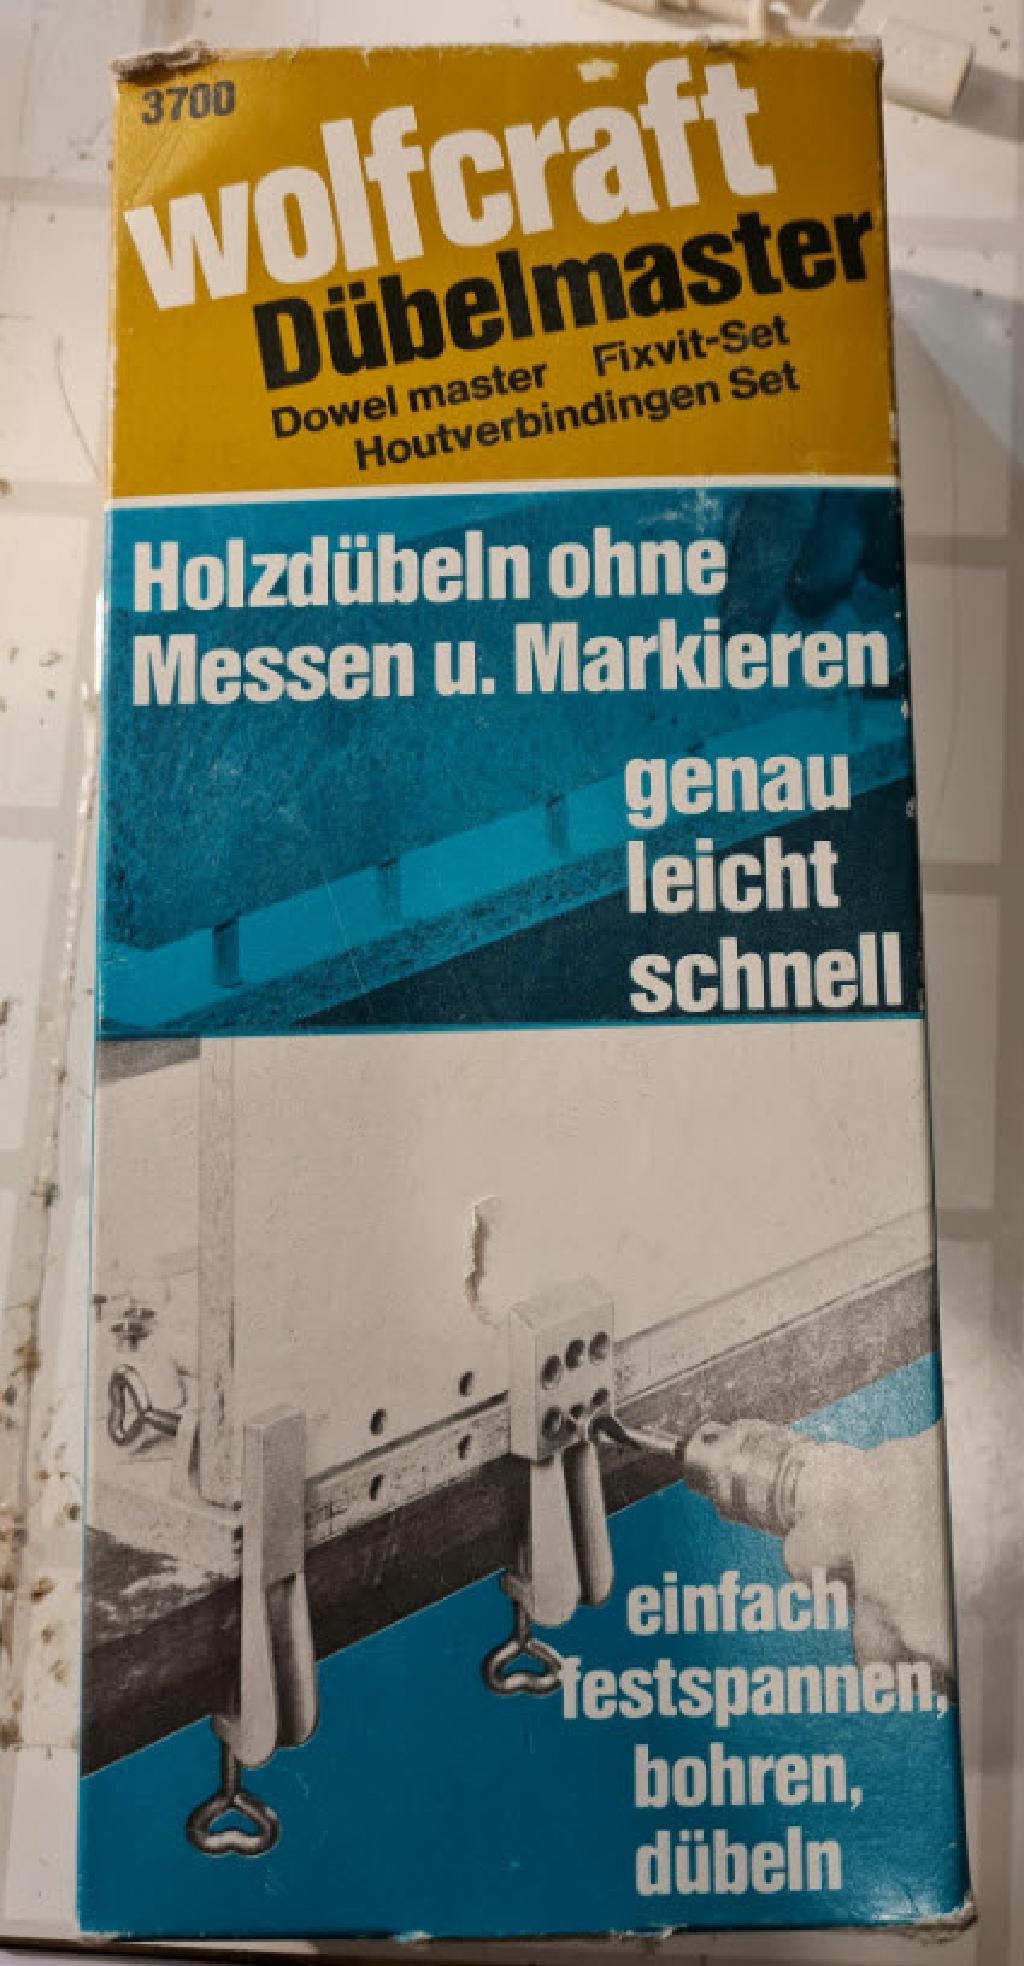 3700
wolfcraft
Dübelmaster
Dowel master Fixvit-Set
Houtverbindingen Set
Holzdübeln ohne
Messen u. Markieren
genau
leicht
schnell
einfach
festspannen,
bohren,
dübeln